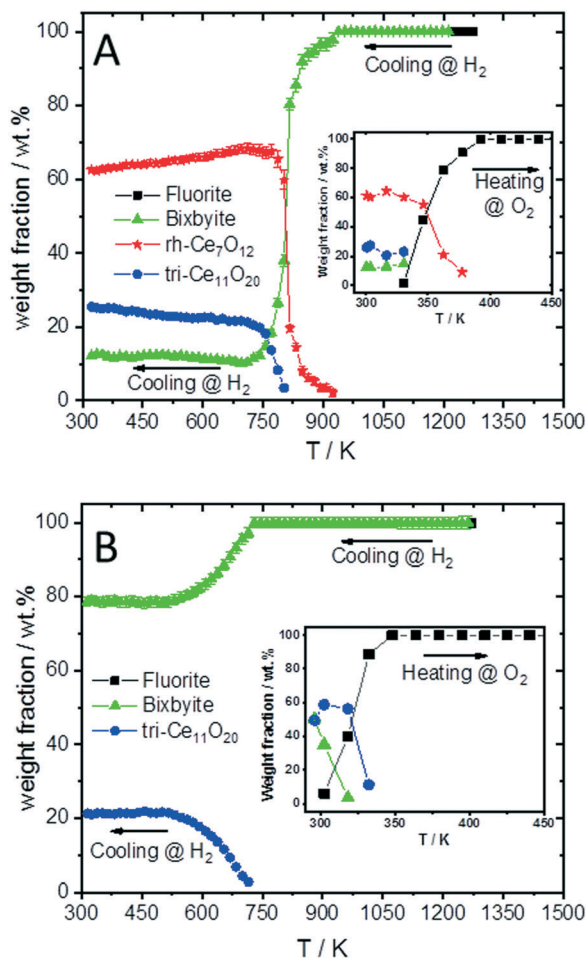 A
weight fraction / wt.%
100
80
60
40
20
0
Cooling @ H₂
Fluorite
Bixbyite
rh-Ce₇O₁₂
tri-Ce₁₁O₂₀
Cooling @ H₂
Weight fraction / wt.%
100
80
60
40
20
0
Heating
@ O₂
300 350 400 450
T / K
300 450 600 750 900 1050 1200 1350 1500
T / K
B
weight fraction / wt.%
100
80
60
40
20
0
Cooling @ H₂
Fluorite
Bixbyite
tri-Ce₁₁O₂₀
Cooling @ H₂
Weight fraction / wt.%
100
80
60
40
20
0
Heating @ O₂
300 350 400 450
T / K
300 450 600 750 900 1050 1200 1350 1500
T / K